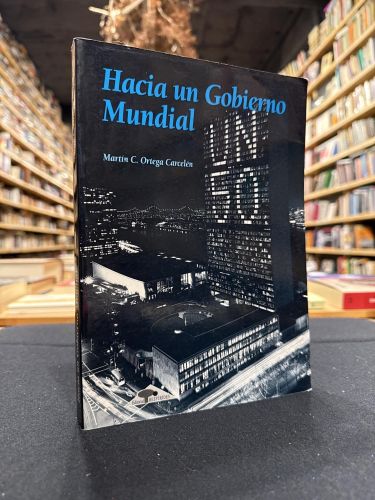 Hacia un Gobierno
Mundial
Martín C. Ortega Carcelén
UN
50